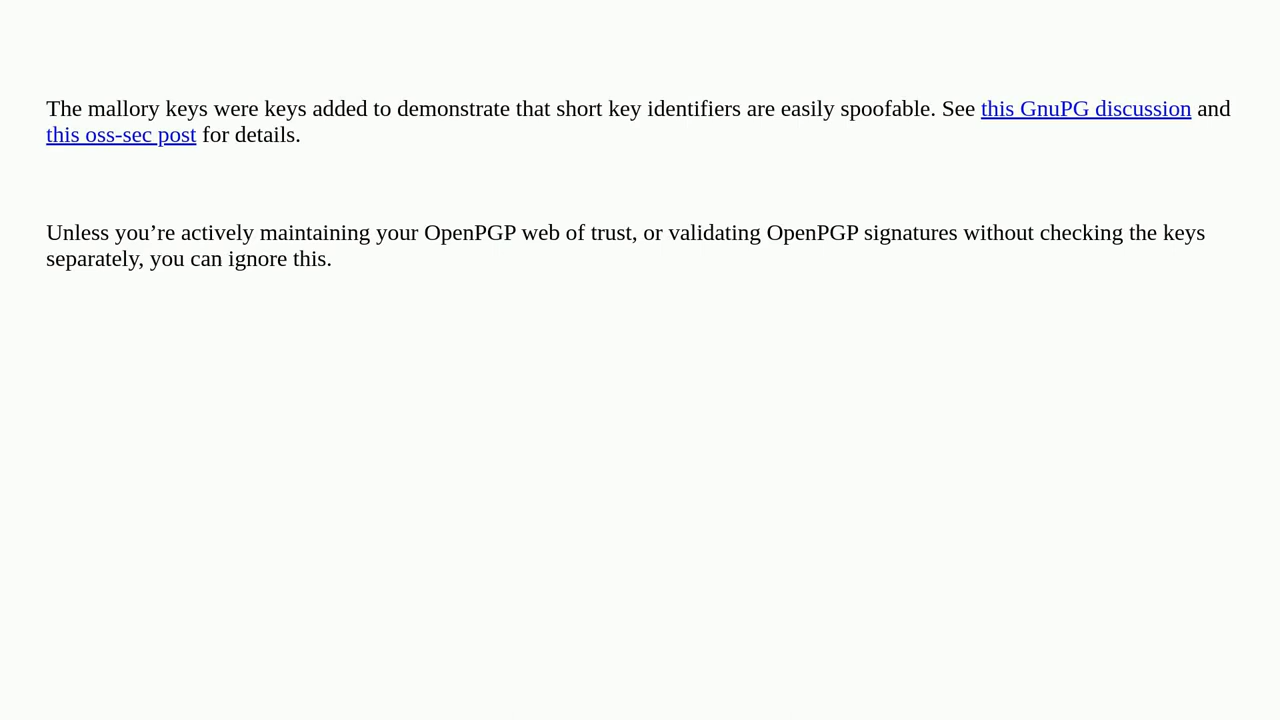 The mallory keys were keys added to demonstrate that short key identifiers are easily spoofable. See this GnuPG discussion and
this oss-sec post for details.
Unless you’re actively maintaining your OpenPGP web of trust, or validating OpenPGP signatures without checking the keys
separately, you can ignore this.